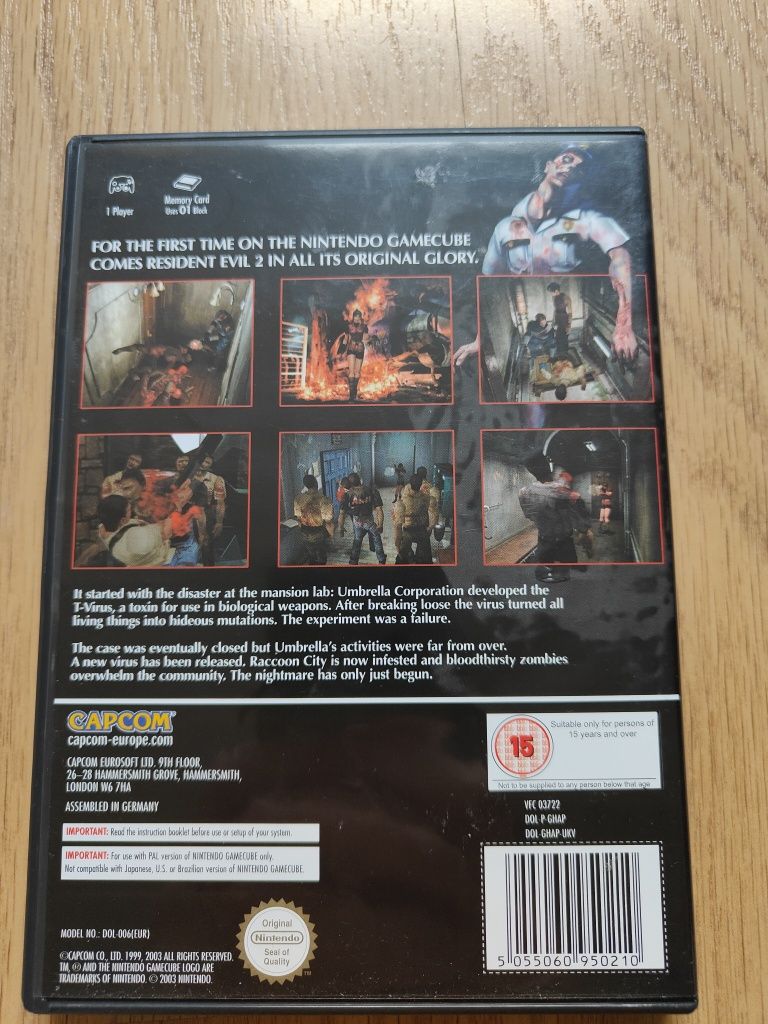 1 Player
Memory Card
Uses 01 Block
FOR THE FIRST TIME ON THE NINTENDO GAMECUBE
COMES RESIDENT EVIL 2 IN ALL ITS ORIGINAL GLORY.
It started with the disaster at the mansion lab: Umbrella Corporation developed the
T-Virus, a toxin for use in biological weapons. After breaking loose the virus turned all
living things into hideous mutations. The experiment was a failure.
The case was eventually closed but Umbrella's activities were far from over.
A new virus has been released. Raccoon City is now infested and bloodthirsty zombies
overwhelm the community. The nightmare has only just begun.
CAPCOM
capcom-europe.com
CAPCOM EUROSOFT LTD. 9TH FLOOR,
26–28 HAMMERSMITH GROVE, HAMMERSMITH,
LONDON W6 7HA
ASSEMBLED IN GERMANY
IMPORTANT: Read the instruction booklet before use or setup of your system.
IMPORTANT: For use with PAL version of NINTENDO GAMECUBE only.
Not compatible with Japanese, U.S. or Brazilian version of NINTENDO GAMECUBE.
15
Suitable only for persons of
15 years and over
Not to be supplied to any person below that age
VFC 03722
DOL P-GHAP
DOL-GHAP-UKV
5 055060 950210
Original
Nintendo
Seal of
Quality
TM
MODEL NO.: DOL-006(EUR)
©CAPCOM CO., LTD. 1999, 2003 ALL RIGHTS RESERVED.
TM, ® AND THE NINTENDO GAMECUBE LOGO ARE
TRADEMARKS OF NINTENDO. © 2003 NINTENDO.